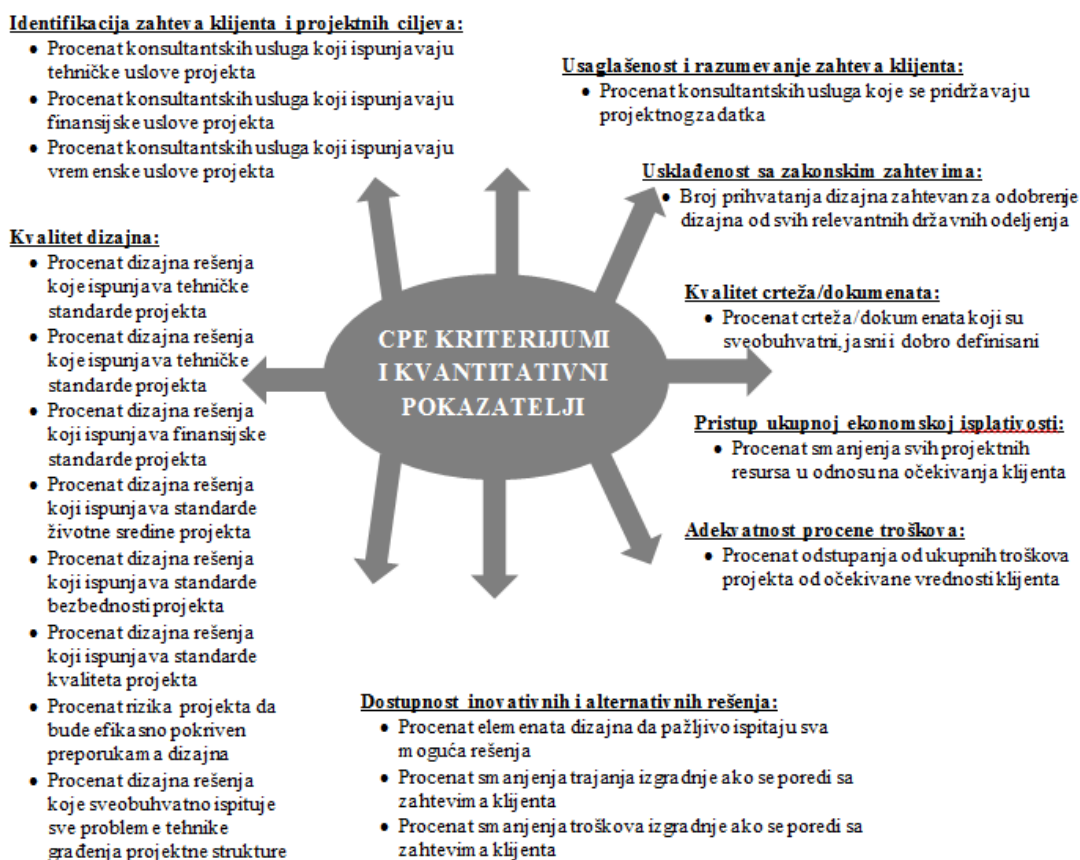 Identifikacija zahteva klijenta i projektnih ciljeva:
• Procenat konsultantskih usluga koji ispunjavaju
tehničke uslove projekta
• Procenat konsultantskih usluga koji ispunjavaju
finansijske uslove projekta
• Procenat konsultantskih usluga koji ispunjavaju
vremenske uslove projekta
Usaglašenost i razumevanje zahteva klijenta:
• Procenat konsultantskih usluga koje se pridržavaju
projektnog zadatka
Usklađenost sa zakonskim zahtevima:
• Broj prihvatanja dizajna zahtevan za odobrenje
dizajna od svih relevantnih državnih odeljenja
Kvalitet dizajna:
• Procenat dizajna rešenja
koje ispunjava tehničke
standarde projekta
• Procenat dizajna rešenja
koje ispunjava tehničke
standarde projekta
• Procenat dizajna rešenja
koji ispunjava finansijske
standarde projekta
• Procenat dizajna rešenja
koji ispunjava standarde
životne sredine projekta
• Procenat dizajna rešenja
koji ispunjava standarde
bezbednosti projekta
• Procenat dizajna rešenja
koji ispunjava standarde
kvaliteta projekta
• Procenat rizika projekta da
bude efikasno pokriven
preporukama dizajna
• Procenat dizajna rešenja
koje sveobuhvatno ispituje
sve probleme tehnike
građenja projektne strukture
CPE KRITERIJUMI
I KVANTITATIVNI
POKAZATELJI
Kvalitet crteža/dokumenata:
• Procenat crteža/dokumenata koji su
sveobuhvatni, jasni i dobro definisani
Pristup ukupnoj ekonomskoj isplativosti:
• Procenat smanjenja svih projektnih
resursa u odnosu na očekivanja klijenta
Adekvatnost procene troškova:
• Procenat odstupanja od ukupnih troškova
projekta od očekivane vrednosti klijenta
Dostupnost inovativnih i alternativnih rešenja:
• Procenat elemenata dizajna da pažljivo ispitaju sva
moguća rešenja
• Procenat smanjenja trajanja izgradnje ako se poredi sa
zahtevima klijenta
• Procenat smanjenja troškova izgradnje ako se poredi sa
zahtevima klijenta